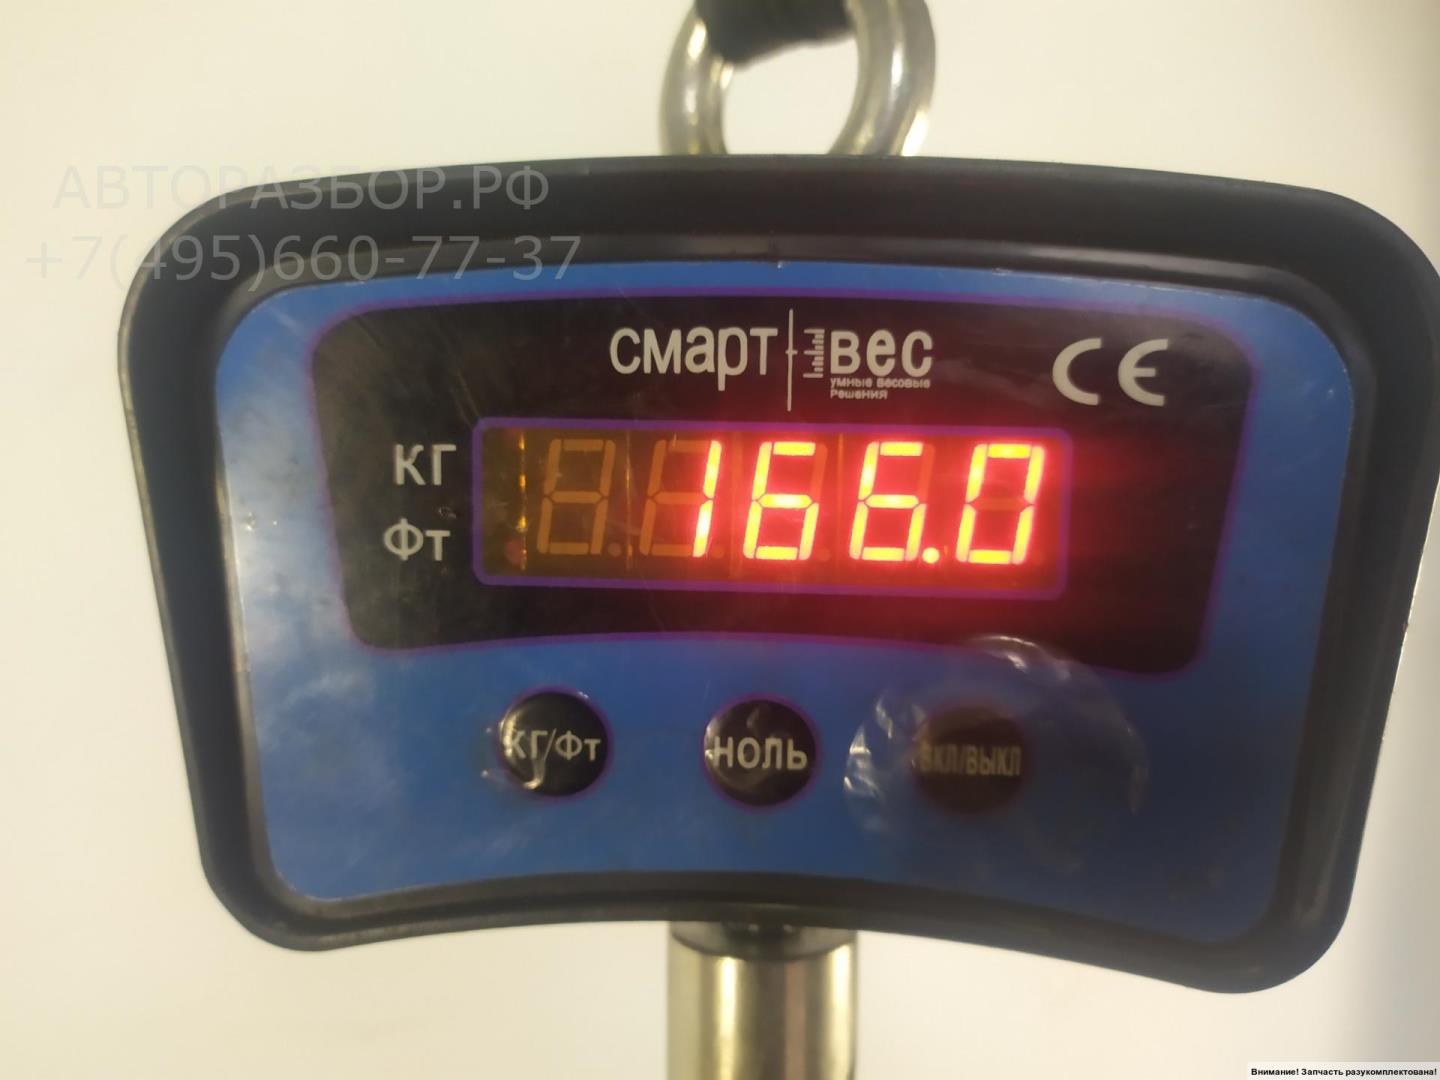 АВТОРАЗБОР.РФ
+7(495)660-77-37
смарт вес
умные весовые
Решения
CE
КГ
Фт
166.0
КГ/Фт
НОЛЬ
ВКЛ/ВЫКЛ
Внимание! Запчасть разукомплектована!